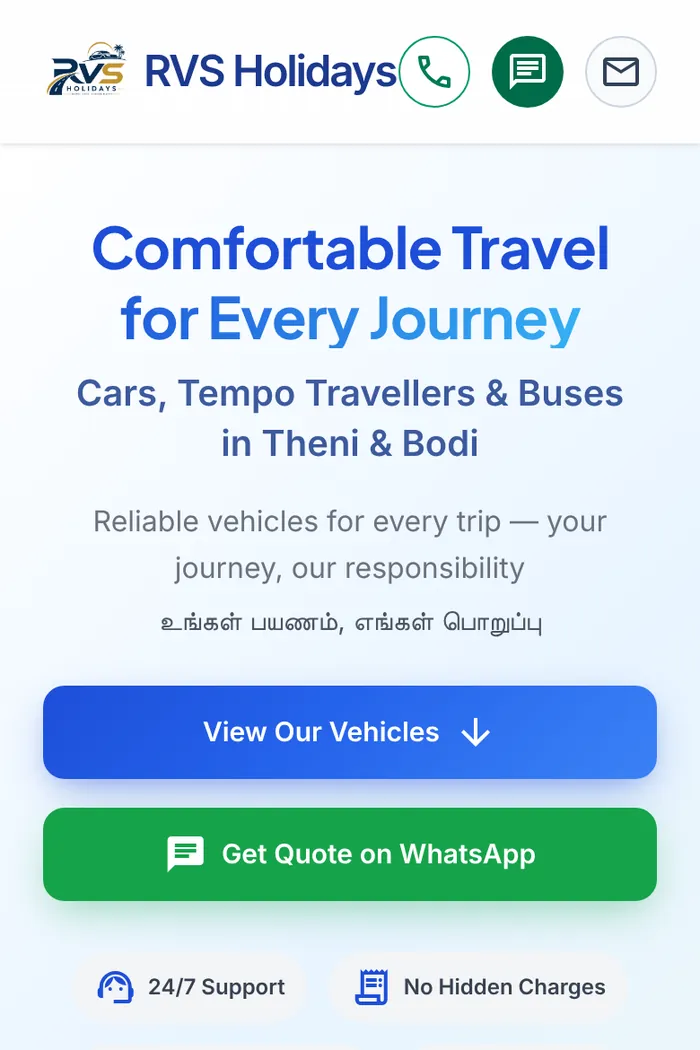 RVS
HOLIDAYS
RVS Holidays
Comfortable Travel
for Every Journey
Cars, Tempo Travellers & Buses
in Theni & Bodi
Reliable vehicles for every trip — your
journey, our responsibility
உங்கள் பயணம், எங்கள் பொறுப்பு
View Our Vehicles
Get Quote on WhatsApp
24/7 Support
No Hidden Charges